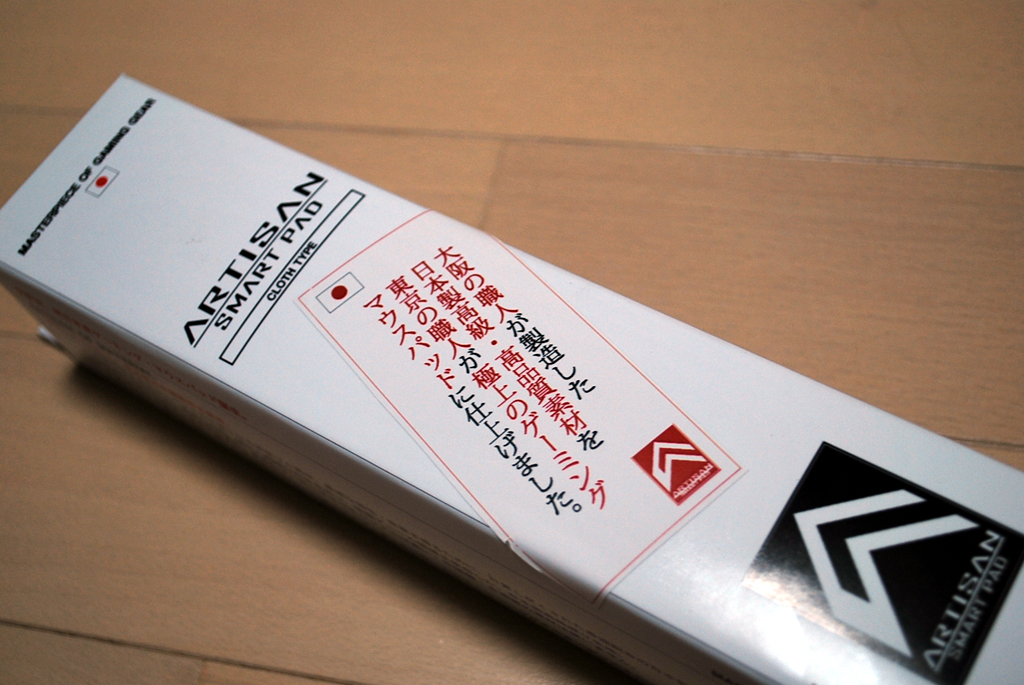 MASTERPIECE OF GAMING GEAR
ARTISAN
SMART PAD
CLOTH TYPE
大阪の職人が製造した
日本製高級・高品質素材を
東京の職人が極上のゲーミング
マウスパッドに仕上げました。
ARTISAN
ARTISAN
SMART PAD